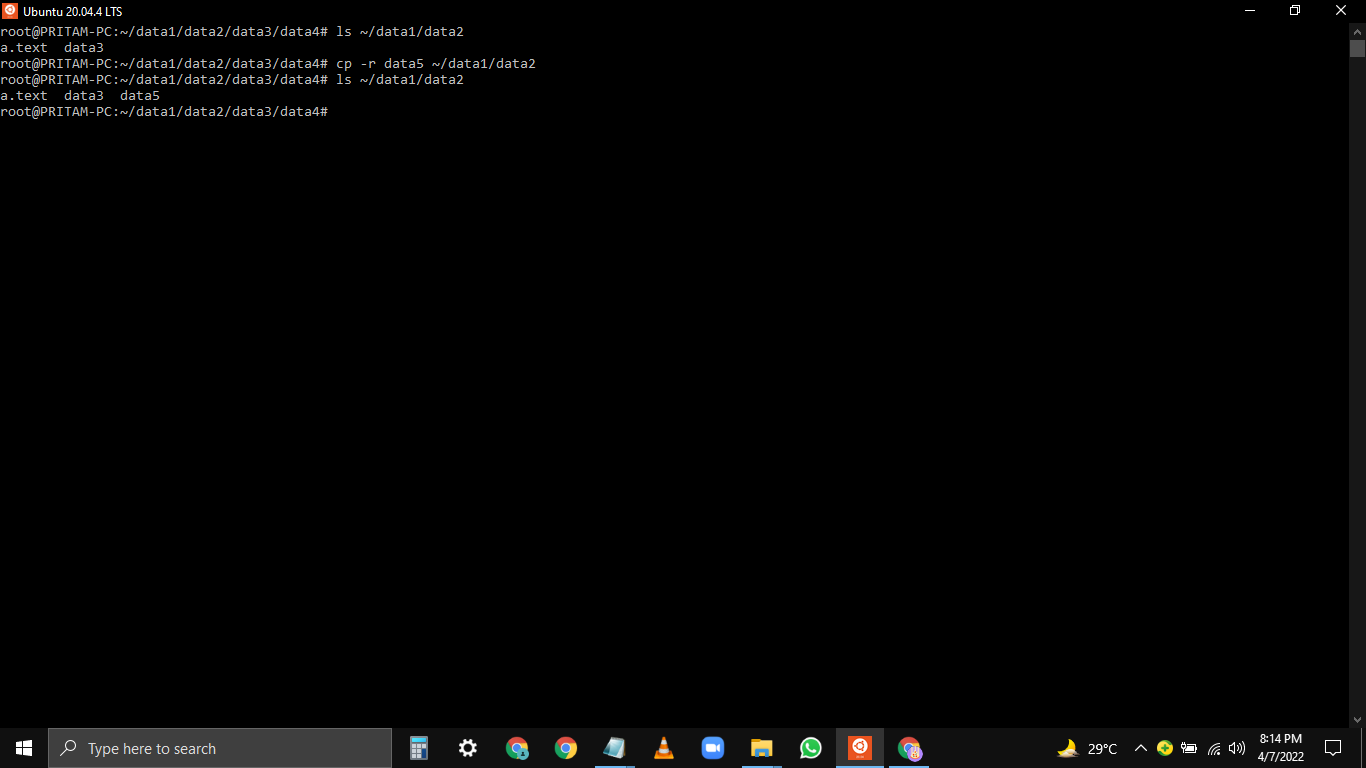 Ubuntu 20.04.4 LTS
root@PRITAM-PC:~/data1/data2/data3/data4# ls ~/data1/data2
a.text  data3
root@PRITAM-PC:~/data1/data2/data3/data4# cp -r data5 ~/data1/data2
root@PRITAM-PC:~/data1/data2/data3/data4# ls ~/data1/data2
a.text  data3  data5
root@PRITAM-PC:~/data1/data2/data3/data4#
Type here to search
29°C
8:14 PM
4/7/2022